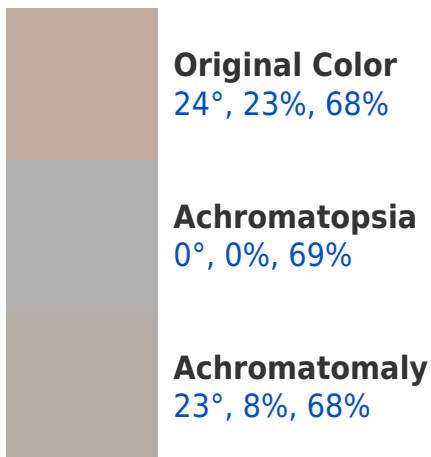 Original Color
24°, 23%, 68%
Achromatopsia
0°, 0%, 69%
Achromatomaly
23°, 8%, 68%